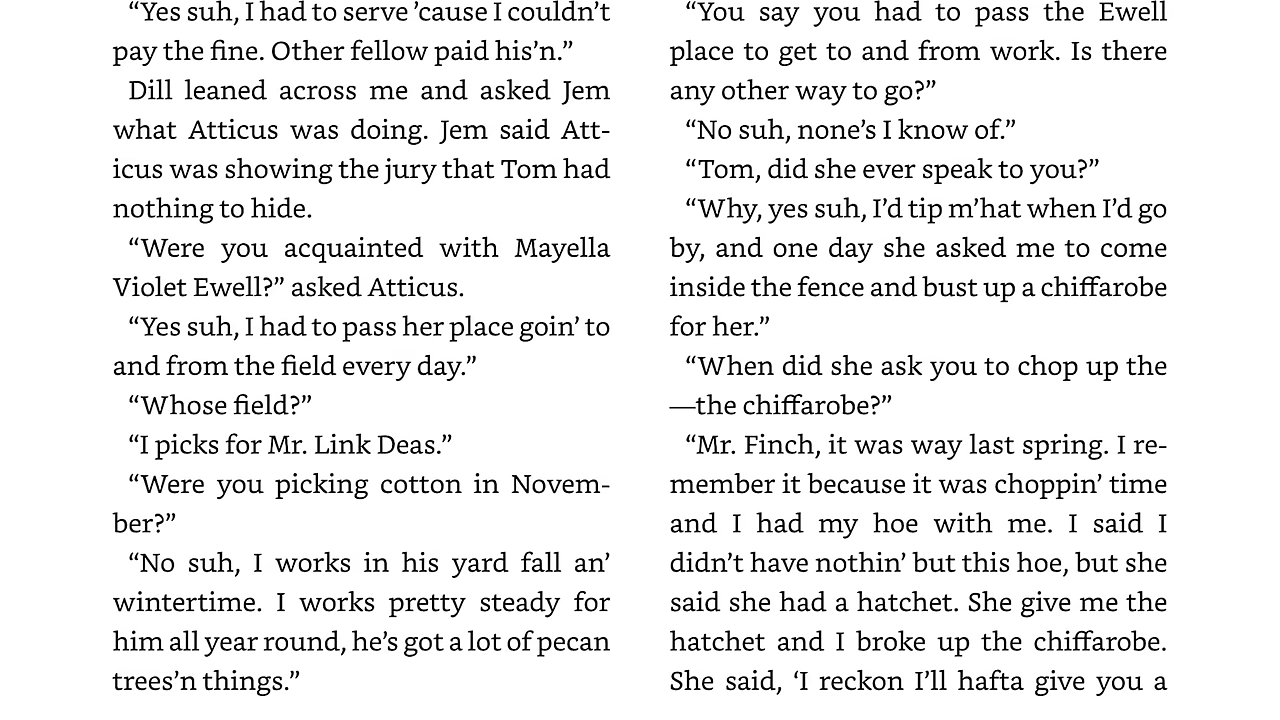 “Yes suh, I had to serve ’cause I couldn’t
pay the fine. Other fellow paid his’n.”
Dill leaned across me and asked Jem
what Atticus was doing. Jem said Att-
icus was showing the jury that Tom had
nothing to hide.
“Were you acquainted with Mayella
Violet Ewell?” asked Atticus.
“Yes suh, I had to pass her place goin’ to
and from the field every day.”
“Whose field?”
“I picks for Mr. Link Deas.”
“Were you picking cotton in Novem-
ber?”
“No suh, I works in his yard fall an’
wintertime. I works pretty steady for
him all year round, he’s got a lot of pecan
trees’n things.”
“You say you had to pass the Ewell
place to get to and from work. Is there
any other way to go?”
“No suh, none’s I know of.”
“Tom, did she ever speak to you?”
“Why, yes suh, I’d tip m’hat when I’d go
by, and one day she asked me to come
inside the fence and bust up a chiffarobe
for her.”
“When did she ask you to chop up the
—the chiffarobe?”
“Mr. Finch, it was way last spring. I re-
member it because it was choppin’ time
and I had my hoe with me. I said I
didn’t have nothin’ but this hoe, but she
said she had a hatchet. She give me the
hatchet and I broke up the chiffarobe.
She said, ‘I reckon I’ll hafta give you a